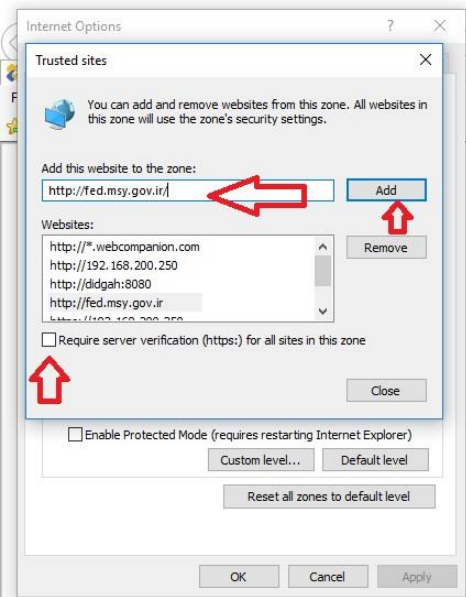 Internet Options
Trusted sites
You can add and remove websites from this zone. All websites in
this zone will use the zone's security settings.
Add this website to the zone:
http://fed.msy.gov.ir/
Add
Websites:
http://*.webcompanion.com
http://192.168.200.250
http://didgah:8080
http://fed.msy.gov.ir
Remove
Require server verification (https:) for all sites in this zone
Close
Enable Protected Mode (requires restarting Internet Explorer)
Custom level...
Default level
Reset all zones to default level
OK
Cancel
Apply